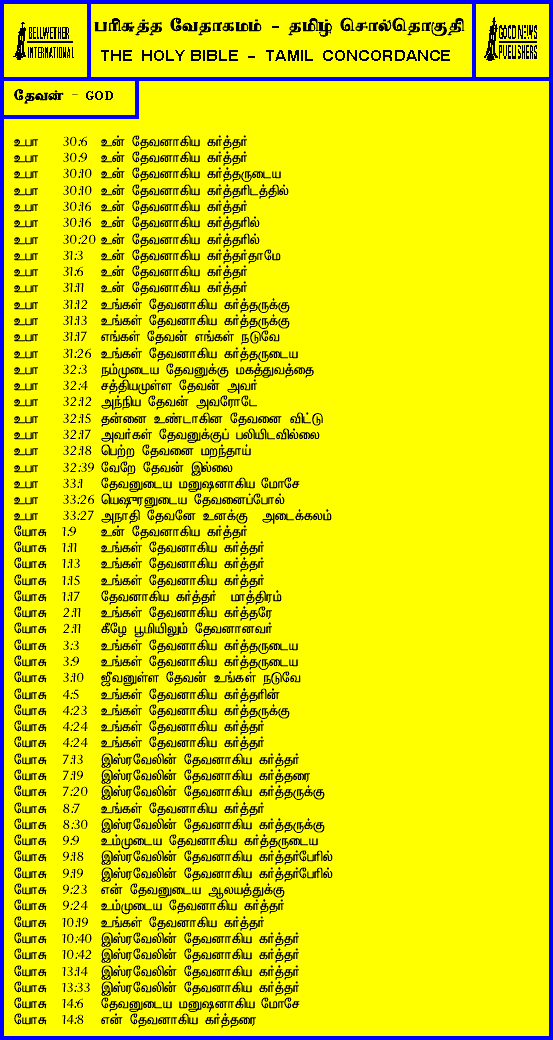 BELLWETHER
INTERNATIONAL
பரிசுத்த வேதாகமம் - தமிழ் சொல்தொகுதி
THE HOLY BIBLE - TAMIL CONCORDANCE
GOOD NEWS
PUBLISHERS
தேவன் - GOD
உபா 30:6 உன் தேவனாகிய கர்த்தர்
உபா 30:9 உன் தேவனாகிய கர்த்தர்
உபா 30:10 உன் தேவனாகிய கர்த்தருடைய
உபா 30:10 உன் தேவனாகிய கர்த்தரிடத்தில்
உபா 30:16 உன் தேவனாகிய கர்த்தர்
உபா 30:16 உன் தேவனாகிய கர்த்தரில்
உபா 30:20 உன் தேவனாகிய கர்த்தரில்
உபா 31:3 உன் தேவனாகிய கர்த்தர்தாமே
உபா 31:6 உன் தேவனாகிய கர்த்தர்
உபா 31:11 உன் தேவனாகிய கர்த்தர்
உபா 31:12 உங்கள் தேவனாகிய கர்த்தருக்கு
உபா 31:13 உங்கள் தேவனாகிய கர்த்தருக்கு
உபா 31:17 எங்கள் தேவன் எங்கள் நடுவே
உபா 31:26 உங்கள் தேவனாகிய கர்த்தருடைய
உபா 32:3 நம்முடைய தேவனுக்கு மகத்துவத்தை
உபா 32:4 சத்தியமுள்ள தேவன் அவர்
உபா 32:12 அந்நிய தேவன் அவரோடே
உபா 32:15 தன்னை உண்டாகின தேவனை விட்டு
உபா 32:17 அவர்கள் தேவனுக்குப் பலியிடவில்லை
உபா 32:18 பெற்ற தேவனை மறந்தாய்
உபா 32:39 வேறே தேவன் இல்லை
உபா 33:1 தேவனுடைய மனுஷனாகிய மோசே
உபா 33:26 யெஷுரனுடைய தேவனைப்போல்
உபா 33:27 அநாதி தேவனே உனக்கு அடைக்கலம்
யோசு 1:9 உன் தேவனாகிய கர்த்தர்
யோசு 1:11 உங்கள் தேவனாகிய கர்த்தர்
யோசு 1:13 உங்கள் தேவனாகிய கர்த்தர்
யோசு 1:15 உங்கள் தேவனாகிய கர்த்தர்
யோசு 1:17 தேவனாகிய கர்த்தர் மாத்திரம்
யோசு 2:11 உங்கள் தேவனாகிய கர்த்தரே
யோசு 2:11 கீழே பூமியிலும் தேவனானவர்
யோசு 3:3 உங்கள் தேவனாகிய கர்த்தருடைய
யோசு 3:9 உங்கள் தேவனாகிய கர்த்தருடைய
யோசு 3:10 ஜீவனுள்ள தேவன் உங்கள் நடுவே
யோசு 4:5 உங்கள் தேவனாகிய கர்த்தரின்
யோசு 4:23 உங்கள் தேவனாகிய கர்த்தருக்கு
யோசு 4:24 உங்கள் தேவனாகிய கர்த்தர்
யோசு 4:24 உங்கள் தேவனாகிய கர்த்தர்
யோசு 7:13 இஸ்ரவேலின் தேவனாகிய கர்த்தர்
யோசு 7:19 இஸ்ரவேலின் தேவனாகிய கர்த்தரை
யோசு 7:20 இஸ்ரவேலின் தேவனாகிய கர்த்தருக்கு
யோசு 8:7 உங்கள் தேவனாகிய கர்த்தர்
யோசு 8:30 இஸ்ரவேலின் தேவனாகிய கர்த்தருக்கு
யோசு 9:9 உம்முடைய தேவனாகிய கர்த்தருடைய
யோசு 9:18 இஸ்ரவேலின் தேவனாகிய கர்த்தர்பேரில்
யோசு 9:19 இஸ்ரவேலின் தேவனாகிய கர்த்தர்பேரில்
யோசு 9:23 என் தேவனுடைய ஆலயத்துக்கு
யோசு 9:24 உம்முடைய தேவனாகிய கர்த்தர்
யோசு 10:19 உங்கள் தேவனாகிய கர்த்தர்
யோசு 10:40 இஸ்ரவேலின் தேவனாகிய கர்த்தர்
யோசு 10:42 இஸ்ரவேலின் தேவனாகிய கர்த்தர்
யோசு 13:14 இஸ்ரவேலின் தேவனாகிய கர்த்தர்
யோசு 13:33 இஸ்ரவேலின் தேவனாகிய கர்த்தர்
யோசு 14:6 தேவனுடைய மனுஷனாகிய மோசே
யோசு 14:8 என் தேவனாகிய கர்த்தரை